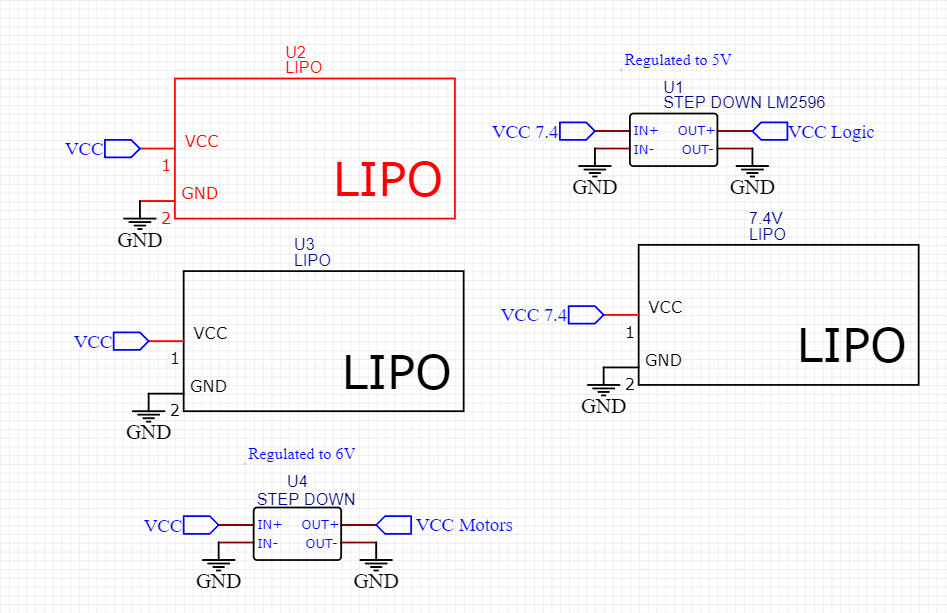 U2
LIPO
VCC
VCC
1
LIPO
GND
2
GND
Regulated to 5V
U1
STEP DOWN LM2596
VCC 7.4
IN+
OUT+
VCC Logic
IN-
OUT-
GND
GND
U3
LIPO
VCC
VCC
1
LIPO
GND
2
GND
7.4V
LIPO
VCC 7.4
VCC
1
LIPO
GND
2
GND
Regulated to 6V
U4
STEP DOWN
VCC
IN+
OUT+
VCC Motors
IN-
OUT-
GND
GND